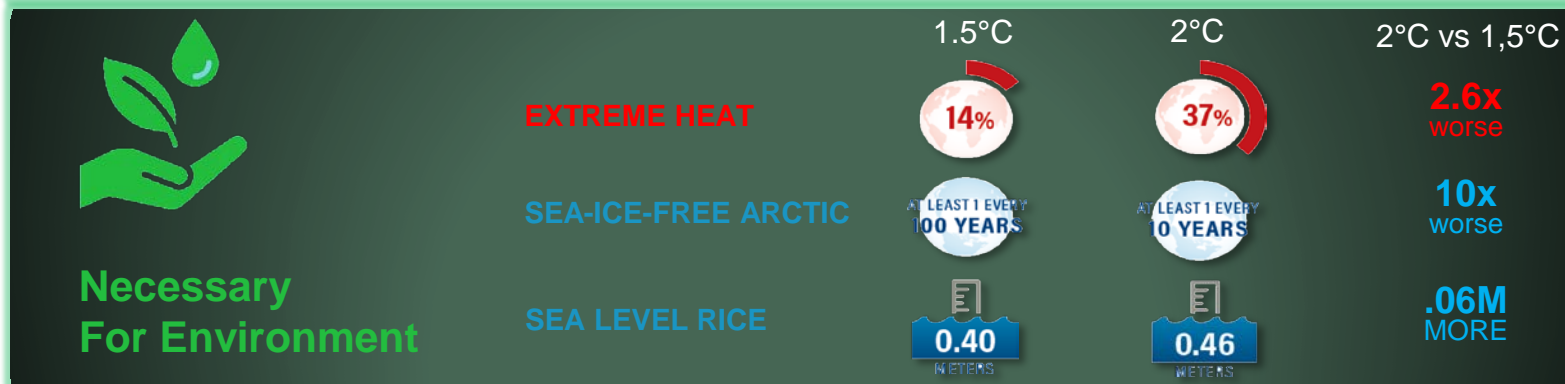 1.5°C 2°C 2°C vs 1,5°C
EXTREME HEAT 14% 37% 2.6x
worse
SEA-ICE-FREE ARCTIC AT LEAST 1 EVERY
100 YEARS AT LEAST 1 EVERY
10 YEARS 10x
worse
Necessary
For Environment
SEA LEVEL RICE 0.40
METERS 0.46
METERS .06M
MORE